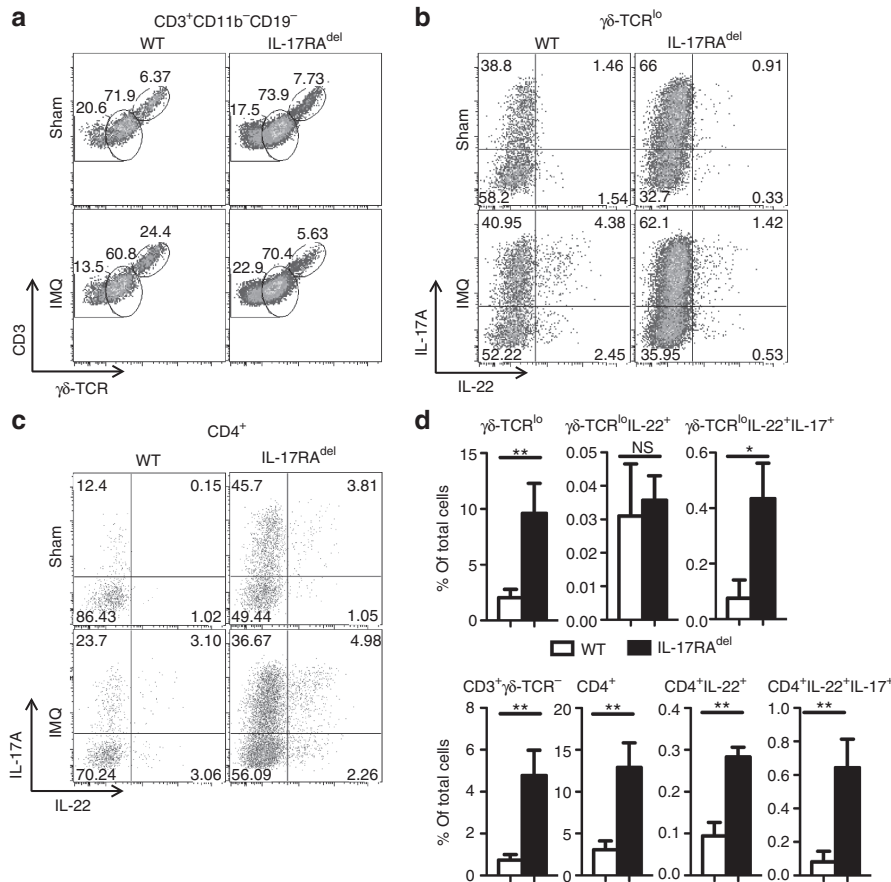 a
CD3⁺CD11b⁻CD19⁻
WT
IL-17RAᵈᵉˡ
Sham
20.6
71.9
6.37
17.5
73.9
7.73
IMQ
13.5
60.8
24.4
22.9
70.4
5.63
CD3
γδ-TCR
b
γδ-TCRˡᵒ
WT
IL-17RAᵈᵉˡ
Sham
38.8
1.46
66
0.91
58.2
1.54
32.7
0.33
IMQ
40.95
4.38
62.1
1.42
52.22
2.45
35.95
0.53
IL-17A
IL-22
c
CD4⁺
WT
IL-17RAᵈᵉˡ
Sham
12.4
0.15
45.7
3.81
86.43
1.02
49.44
1.05
IMQ
23.7
3.10
36.67
4.98
70.24
3.06
56.09
2.26
IL-17A
IL-22
d
γδ-TCRˡᵒ
γδ-TCRˡᵒIL-22⁺
γδ-TCRˡᵒIL-22⁺IL-17⁺
% Of total cells
15
10
5
0
**
0.05
0.04
0.03
0.02
0.01
0.00
NS
0.6
0.4
0.2
0.0
*
WT
IL-17RAᵈᵉˡ
CD3⁺γδ-TCR⁻
CD4⁺
CD4⁺IL-22⁺
CD4⁺IL-22⁺IL-17⁺
% Of total cells
8
6
4
2
0
**
20
15
10
5
0
**
0.4
0.3
0.2
0.1
0.0
**
1.0
0.8
0.6
0.4
0.2
0.0
**